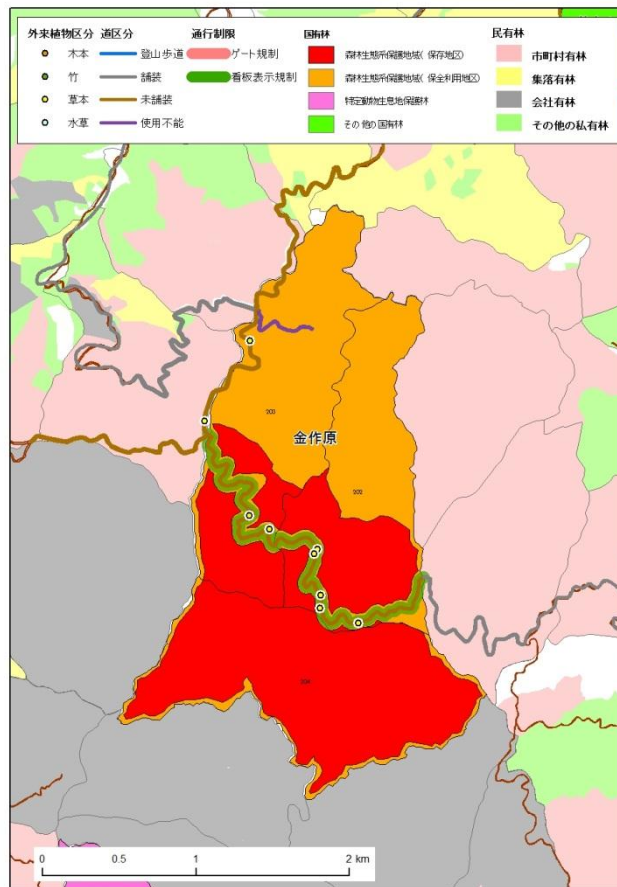 外来植物区分 道区分 通行制限 国有林 民有林
木本 登山歩道 ゲート規制 森林生態系保護地域(保存地区) 市町村有林
竹 舗装 看板表示規制 森林生態系保護地域(保全利用地区) 集落有林
草本 未舗装 特定動物生息地保護林 会社有林
水草 使用不能 その他の国有林 その他の私有林
203
金作原
202
204
0 0.5 1 2 km